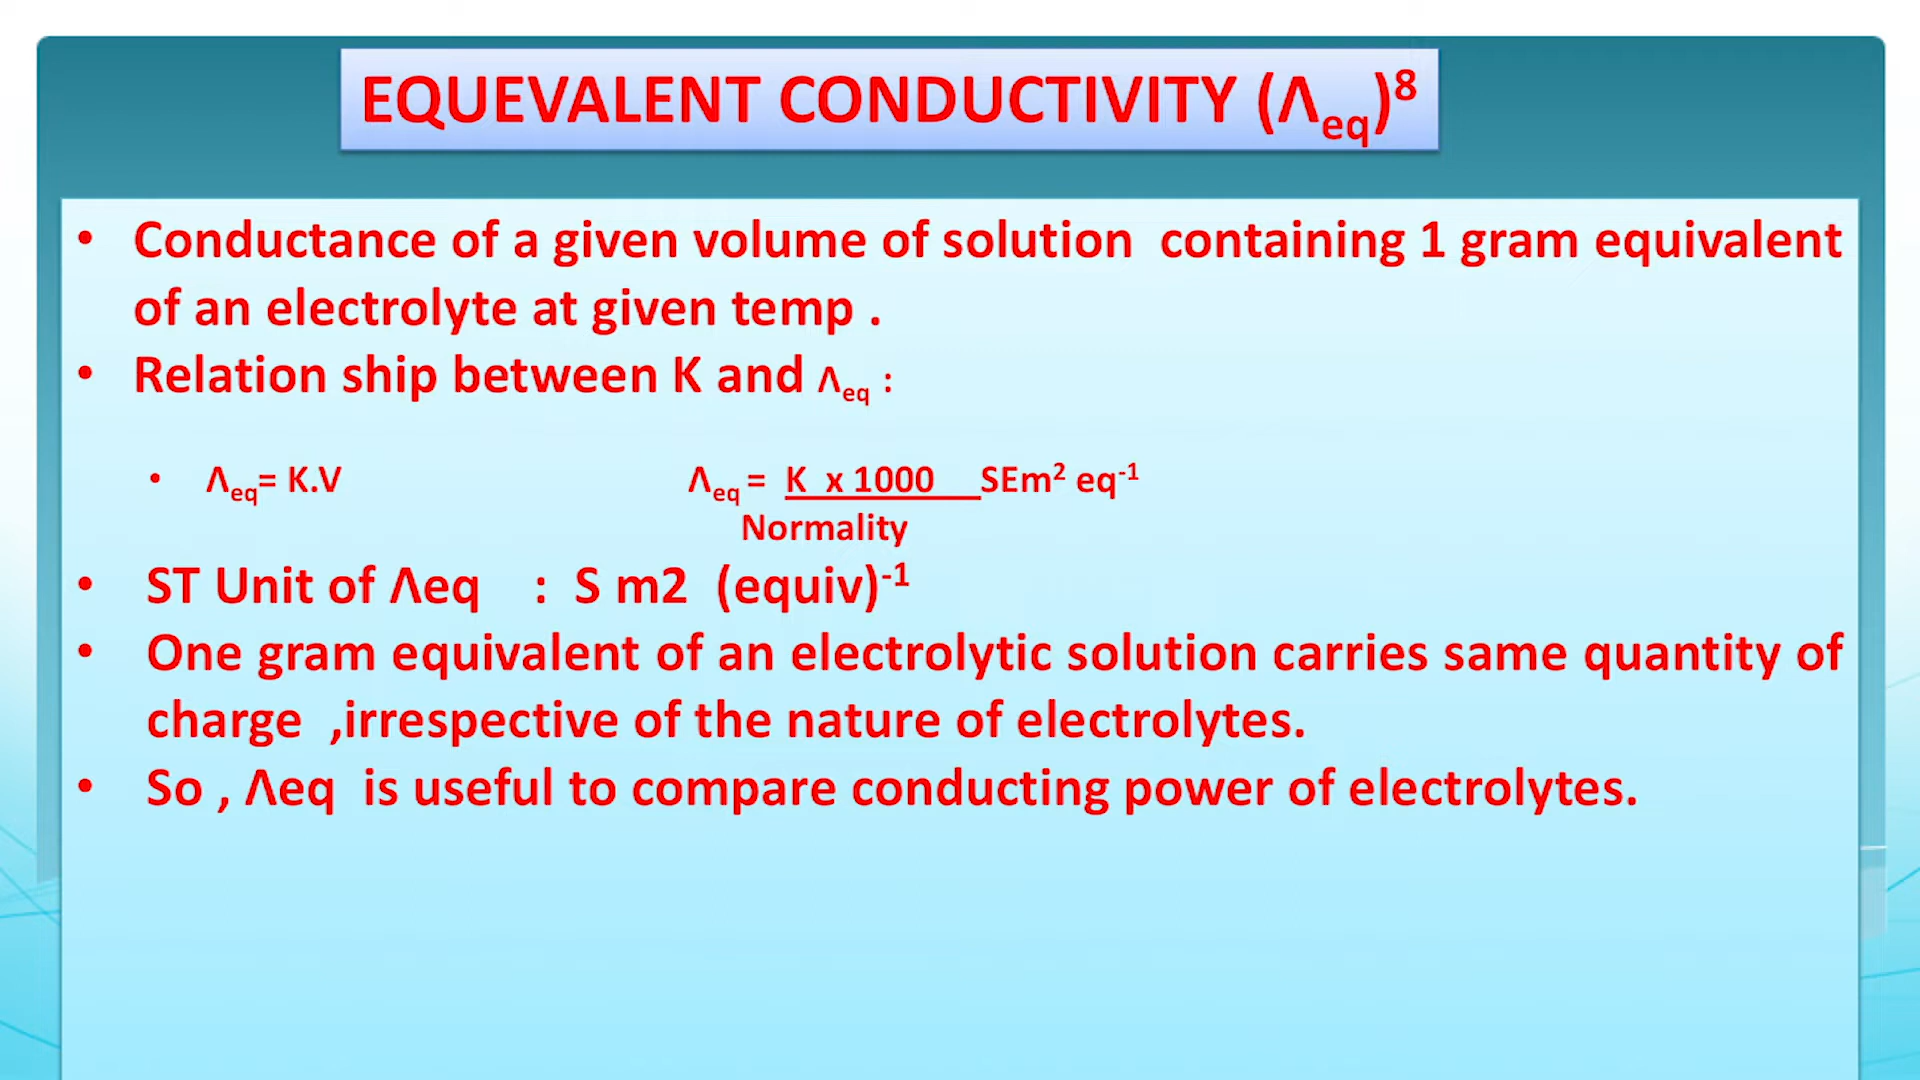 EQUEVALENT CONDUCTIVITY (Λeq)⁸
• Conductance of a given volume of solution containing 1 gram equivalent
of an electrolyte at given temp .
• Relation ship between K and Λeq :
• Λeq= K.V Λeq = K x 1000 SEm² eq⁻¹
Normality
• ST Unit of Λeq : S m2 (equiv)⁻¹
• One gram equivalent of an electrolytic solution carries same quantity of
charge ,irrespective of the nature of electrolytes.
• So , Λeq is useful to compare conducting power of electrolytes.